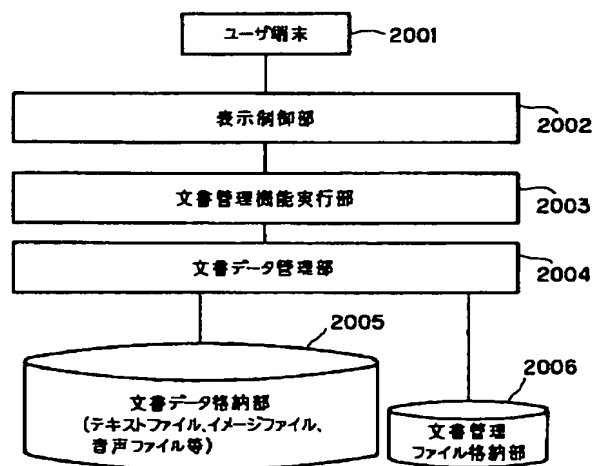 ユーザ端末
2001
表示制御部
2002
文書管理機能実行部
2003
文書データ管理部
2004
2005
文書データ格納部
(テキストファイル、イメージファイル、
音声ファイル等)
2006
文書管理
ファイル格納部